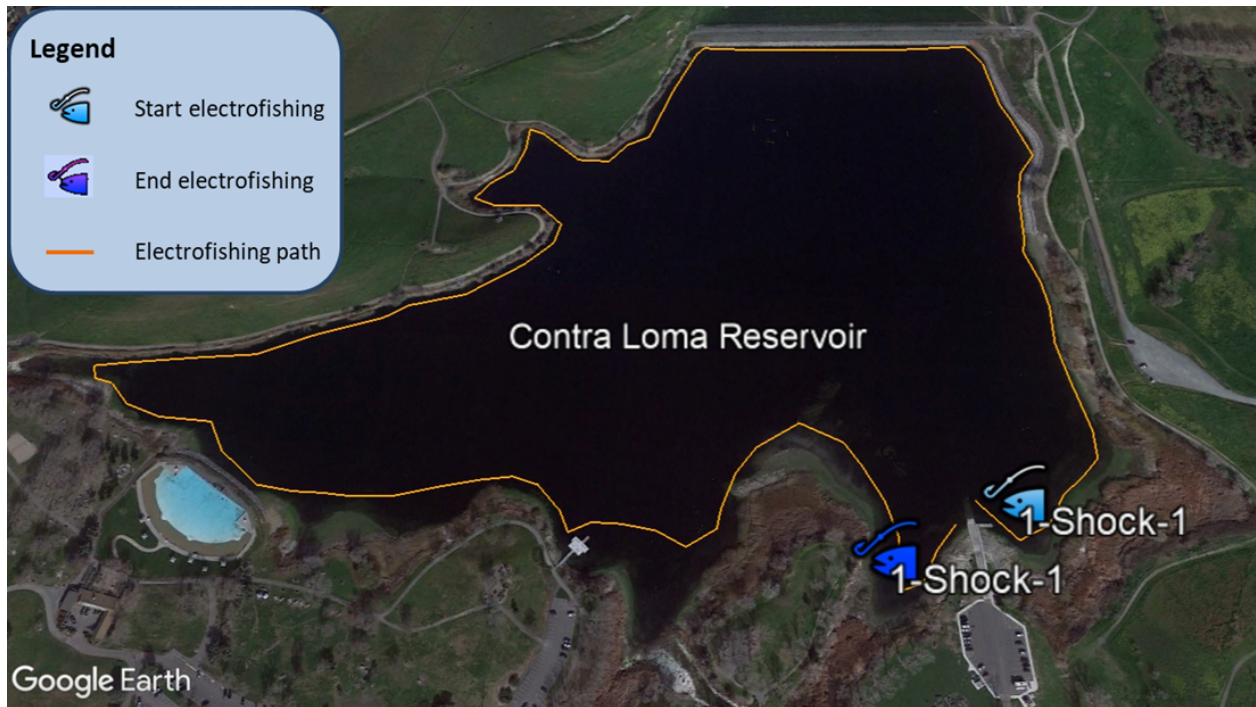 Legend
Start electrofishing
End electrofishing
Electrofishing path
Contra Loma Reservoir
1-Shock-1
1-Shock-1
Google Earth